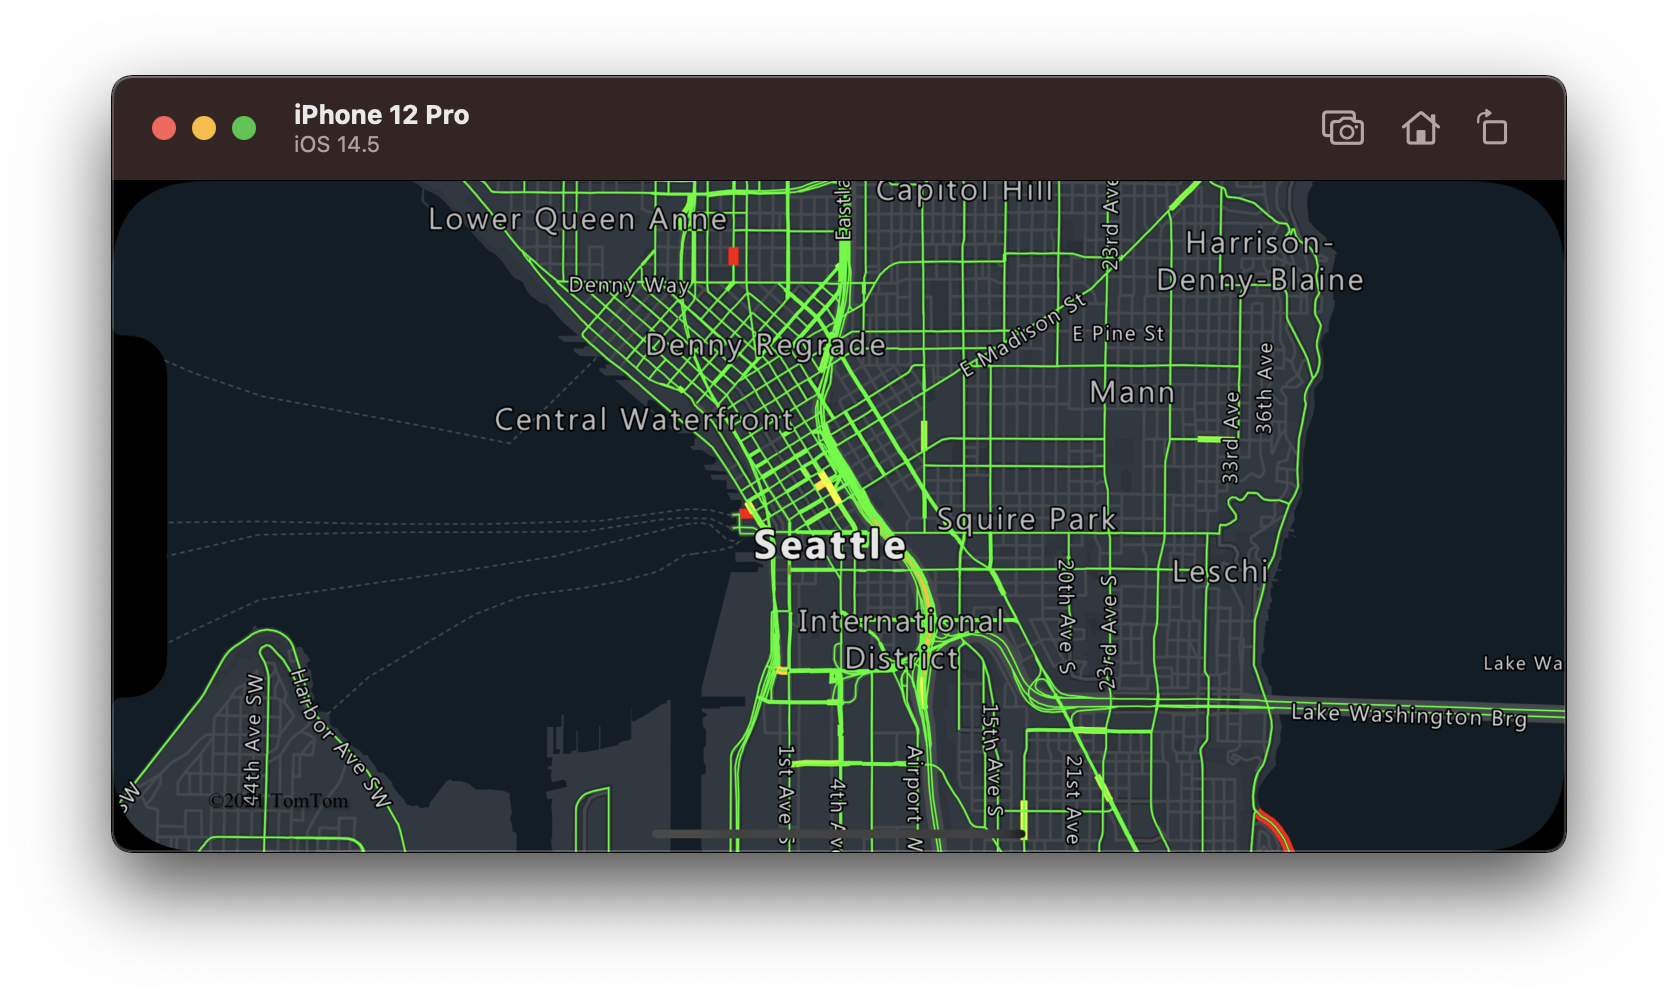 iPhone 12 Pro
iOS 14.5
Capitol Hill
Lower Queen Anne
23rd Ave
Harrison-
Denny-Blaine
Denny Way
E Madison St
E Pine St
Denny Regrade
36th Ave
Mann
33rd Ave
Central Waterfront
Squire Park
Seattle
Leschi
20th Ave S
23rd Ave S
International
District
Lake Wa
Harbor Ave SW
44th Ave SW
Lake Washington Brg
15th Ave S
1st Ave S
4th Av
Airport W
21st Ave
TomTom